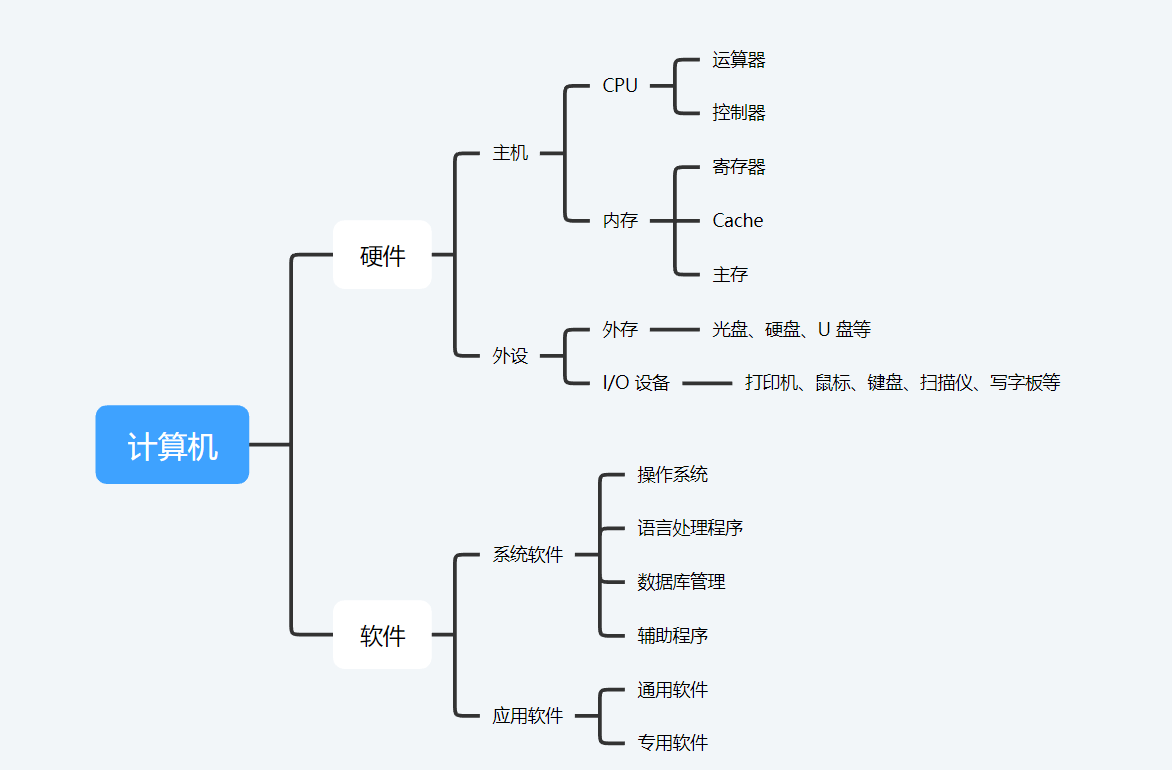 计算机
硬件
主机
CPU
运算器
控制器
内存
寄存器
Cache
主存
外设
外存
光盘、硬盘、U 盘等
I/O 设备
打印机、鼠标、键盘、扫描仪、写字板等
软件
系统软件
操作系统
语言处理程序
数据库管理
辅助程序
应用软件
通用软件
专用软件